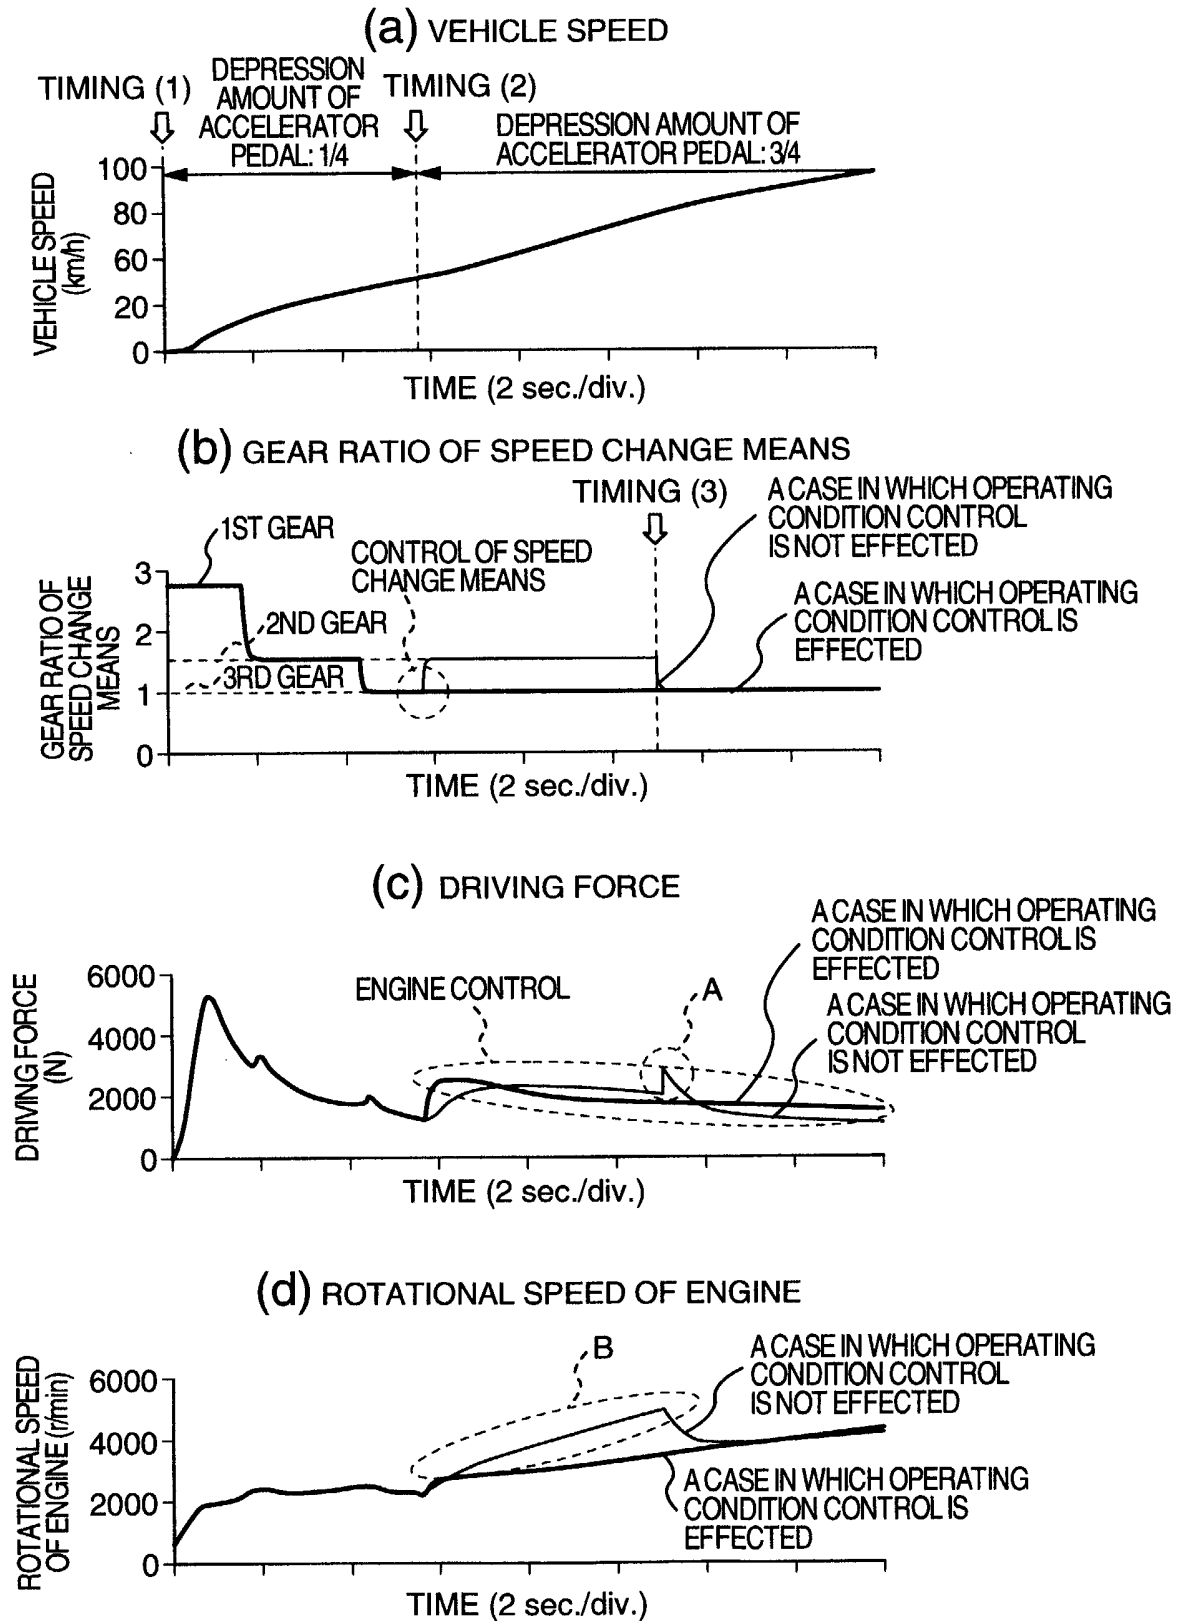 (a) VEHICLE SPEED
TIMING (1)
DEPRESSION
AMOUNT OF
ACCELERATOR
PEDAL: 1/4
TIMING (2)
DEPRESSION AMOUNT OF
ACCELERATOR PEDAL: 3/4
VEHICLE SPEED
(km/h)
100
80
60
20
0
TIME (2 sec./div.)
(b) GEAR RATIO OF SPEED CHANGE MEANS
TIMING (3)
A CASE IN WHICH OPERATING
CONDITION CONTROL
IS NOT EFFECTED
1ST GEAR
CONTROL OF SPEED
CHANGE MEANS
A CASE IN WHICH OPERATING
CONDITION CONTROL IS
EFFECTED
2ND GEAR
3RD GEAR
GEAR RATIO OF
SPEED CHANGE
MEANS
3
2
1
0
TIME (2 sec./div.)
(c) DRIVING FORCE
A CASE IN WHICH OPERATING
CONDITION CONTROL IS
EFFECTED
ENGINE CONTROL
A
A CASE IN WHICH OPERATING
CONDITION CONTROL
IS NOT EFFECTED
DRIVING FORCE
(N)
6000
4000
2000
0
TIME (2 sec./div.)
(d) ROTATIONAL SPEED OF ENGINE
B
A CASE IN WHICH OPERATING
CONDITION CONTROL
IS NOT EFFECTED
A CASE IN WHICH OPERATING
CONDITION CONTROL IS
EFFECTED
ROTATIONAL SPEED
OF ENGINE (r/min)
6000
4000
2000
0
TIME (2 sec./div.)